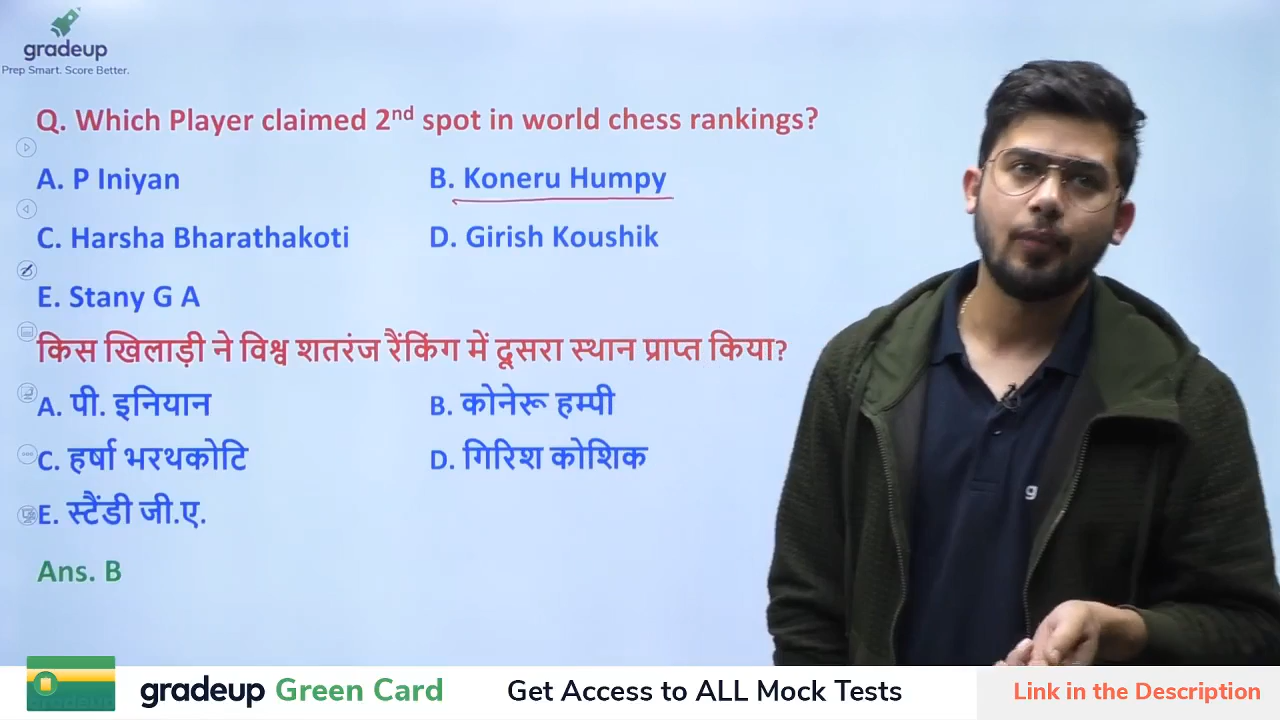 gradeup
Prep Smart. Score Better.
Q. Which Player claimed 2nd spot in world chess rankings?
A. P Iniyan B. Koneru Humpy
C. Harsha Bharathakoti D. Girish Koushik
E. Stany G A
किस खिलाड़ी ने विश्व शतरंज रैंकिंग में दूसरा स्थान प्राप्त किया?
A. पी. इनियान B. कोनेरू हम्पी
C. हर्षा भरथकोटि D. गिरिश कोशिक
E. स्टैंडी जी.ए.
Ans. B
g
gradeup Green Card Get Access to ALL Mock Tests Link in the Description